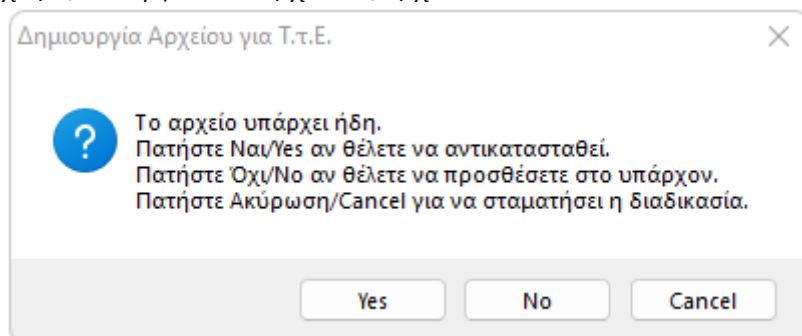 Δημιουργία Αρχείου για Τ.τ.Ε.
Το αρχείο υπάρχει ήδη.
Πατήστε Ναι/Yes αν θέλετε να αντικατασταθεί.
Πατήστε Όχι/No αν θέλετε να προσθέσετε στο υπάρχον.
Πατήστε Ακύρωση/Cancel για να σταματήσει η διαδικασία.
Yes No Cancel